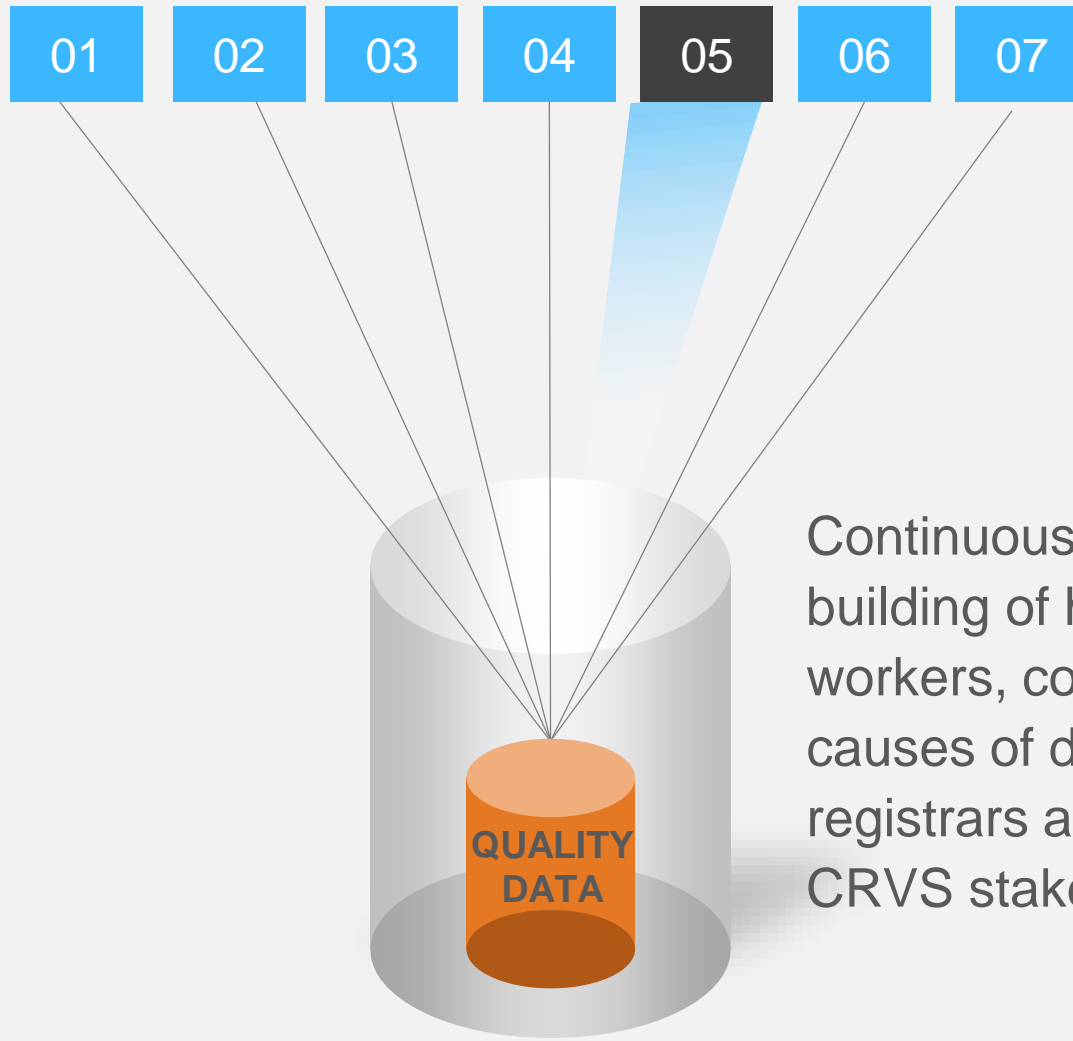 01 02 03 04 05 06 07
Continuous
building of
workers,
causes of
registrars
CRVS
QUALITY
DATA